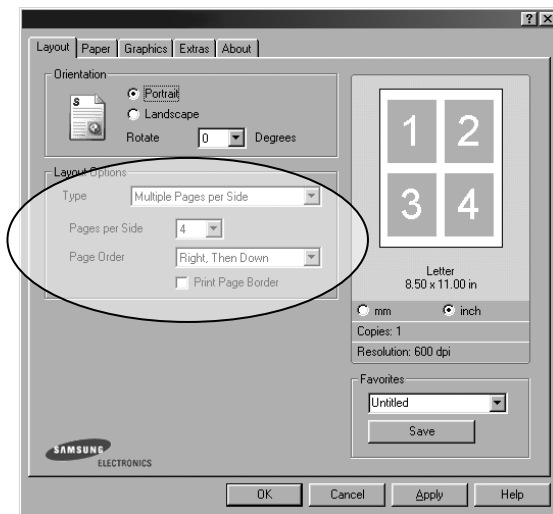 ? X
Layout Paper Graphics Extras About
Orientation
S
Portrait
Landscape
Rotate 0 Degrees
Layout Options
Type Multiple Pages per Side
Pages per Side 4
Page Order Right, Then Down
Print Page Border
1 2
3 4
Letter
8.50 x 11.00 in
mm inch
Copies: 1
Resolution: 600 dpi
Favorites
Untitled
Save
SAMSUNG
ELECTRONICS
OK Cancel Apply Help